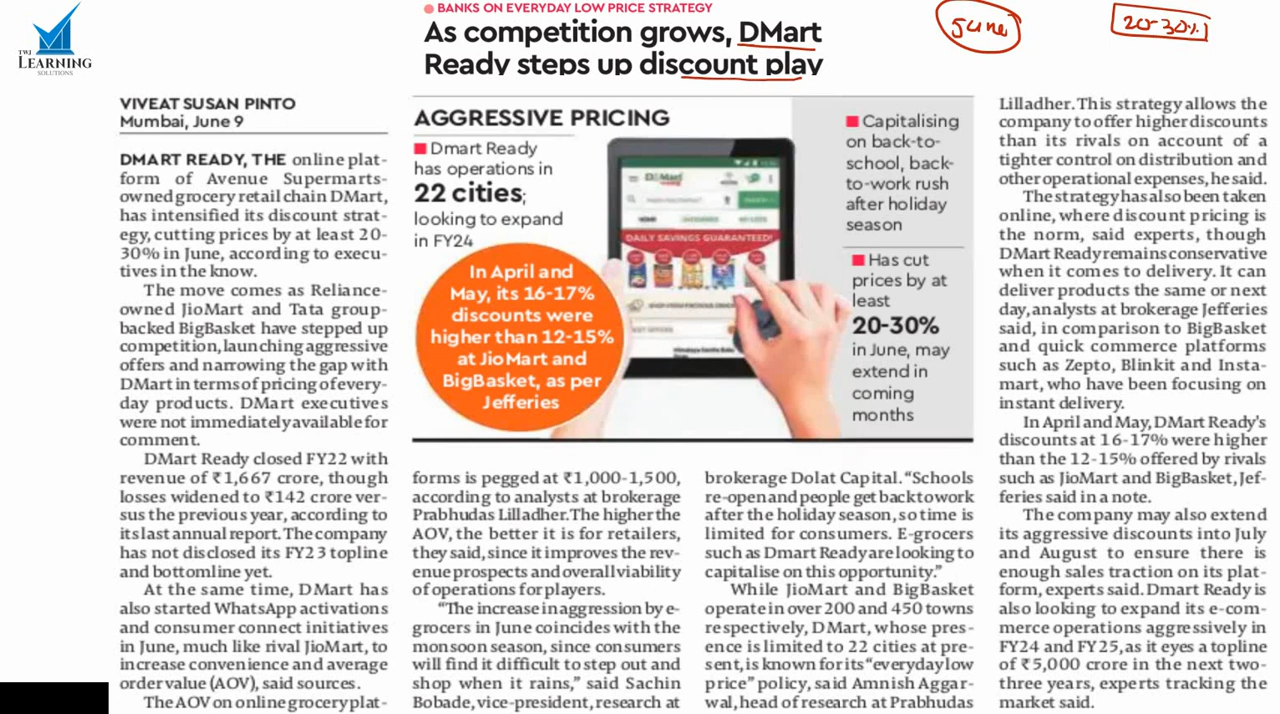 TWJ
LEARNING
SOLUTIONS
BANKS ON EVERYDAY LOW PRICE STRATEGY
As competition grows, DMart
Ready steps up discount play
June
20-30%
VIVEAT SUSAN PINTO
Mumbai, June 9
DMART READY, THE online plat-
form of Avenue Supermarts-
owned grocery retail chain DMart,
has intensified its discount strat-
egy, cutting prices by at least 20-
30% in June, according to execu-
tives in the know.
The move comes as Reliance-
owned JioMart and Tata group-
backed BigBasket have stepped up
competition, launching aggressive
offers and narrowing the gap with
DMart in terms of pricing of every-
day products. DMart executives
were not immediately available for
comment.
DMart Ready closed FY22 with
revenue of ₹1,667 crore, though
losses widened to ₹142 crore ver-
sus the previous year, according to
its last annual report. The company
has not disclosed its FY23 topline
and bottomline yet.
At the same time, DMart has
also started WhatsApp activations
and consumer connect initiatives
in June, much like rival JioMart, to
increase convenience and average
order value (AOV), said sources.
The AOV on online grocery plat-
AGGRESSIVE PRICING
Dmart Ready
has operations in
22 cities;
looking to expand
in FY24
In April and
May, its 16-17%
discounts were
higher than 12-15%
at JioMart and
BigBasket, as per
Jefferies
DAILY SAVINGS GUARANTEED!
Capitalising
on back-to-
school, back-
to-work rush
after holiday
season
Has cut
prices by at
least
20-30%
in June, may
extend in
coming
months
forms is pegged at ₹1,000-1,500,
according to analysts at brokerage
Prabhudas Lilladher. The higher the
AOV, the better it is for retailers,
they said, since it improves the rev-
enue prospects and overall viability
of operations for players.
"The increase in aggression by e-
grocers in June coincides with the
monsoon season, since consumers
will find it difficult to step out and
shop when it rains," said Sachin
Bobade, vice-president, research at
brokerage Dolat Capital. "Schools
re-open and people get back to work
after the holiday season, so time is
limited for consumers. E-grocers
such as Dmart Ready are looking to
capitalise on this opportunity."
While JioMart and BigBasket
operate in over 200 and 450 towns
respectively, DMart, whose pres-
ence is limited to 22 cities at pre-
sent, is known for its "everyday low
price" policy, said Amnish Aggar-
wal, head of research at Prabhudas
Lilladher. This strategy allows the
company to offer higher discounts
than its rivals on account of a
tighter control on distribution and
other operational expenses, he said.
The strategy has also been taken
online, where discount pricing is
the norm, said experts, though
DMart Ready remains conservative
when it comes to delivery. It can
deliver products the same or next
day, analysts at brokerage Jefferies
said, in comparison to BigBasket
and quick commerce platforms
such as Zepto, Blinkit and Insta-
mart, who have been focusing on
instant delivery.
In April and May, DMart Ready's
discounts at 16-17% were higher
than the 12-15% offered by rivals
such as JioMart and BigBasket, Jef-
feries said in a note.
The company may also extend
its aggressive discounts into July
and August to ensure there is
enough sales traction on its plat-
form, experts said. Dmart Ready is
also looking to expand its e-com-
merce operations aggressively in
FY24 and FY25, as it eyes a topline
of ₹5,000 crore in the next two-
three years, experts tracking the
market said.